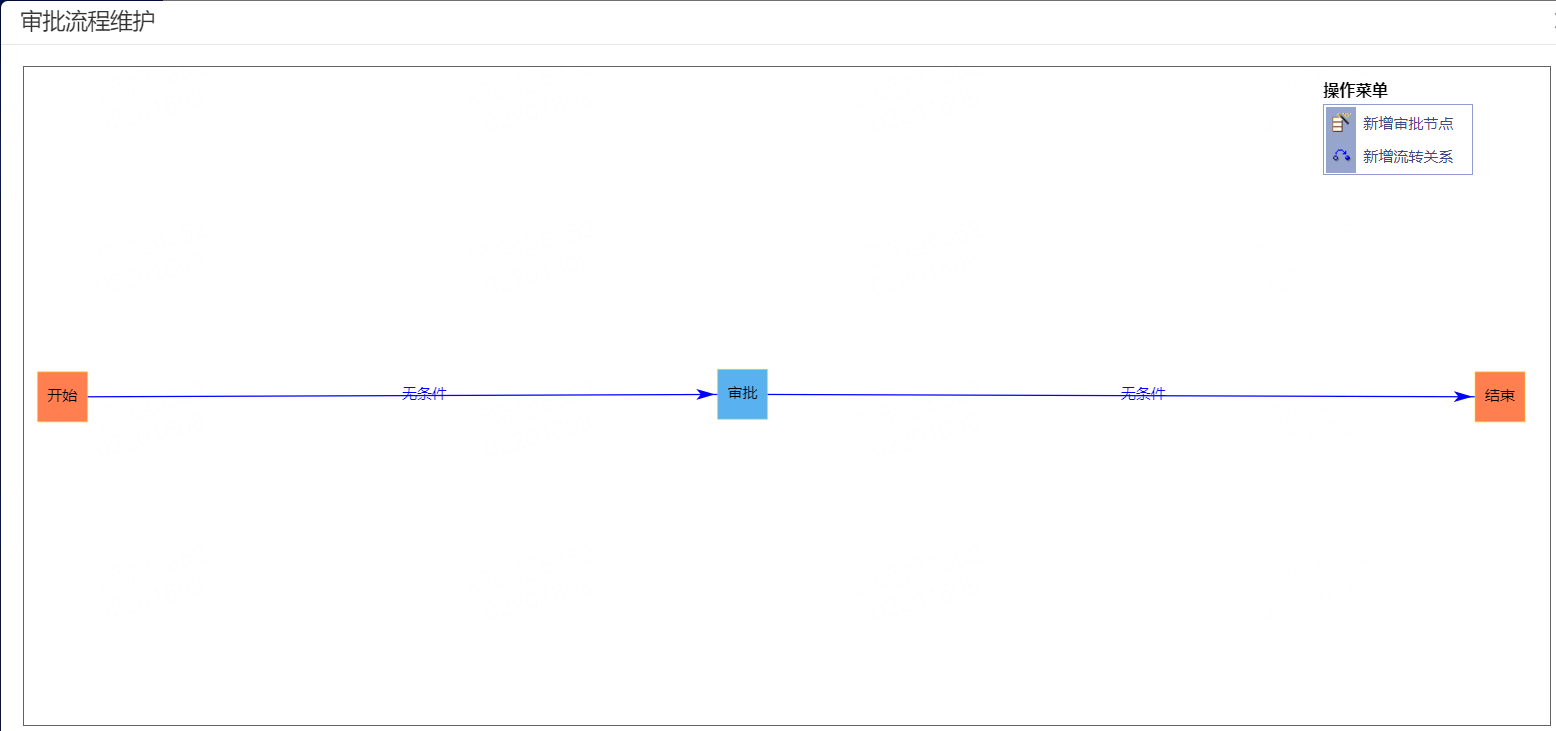 审批流程维护
操作菜单
新增审批节点
新增流转关系
开始
无条件
审批
无条件
结束